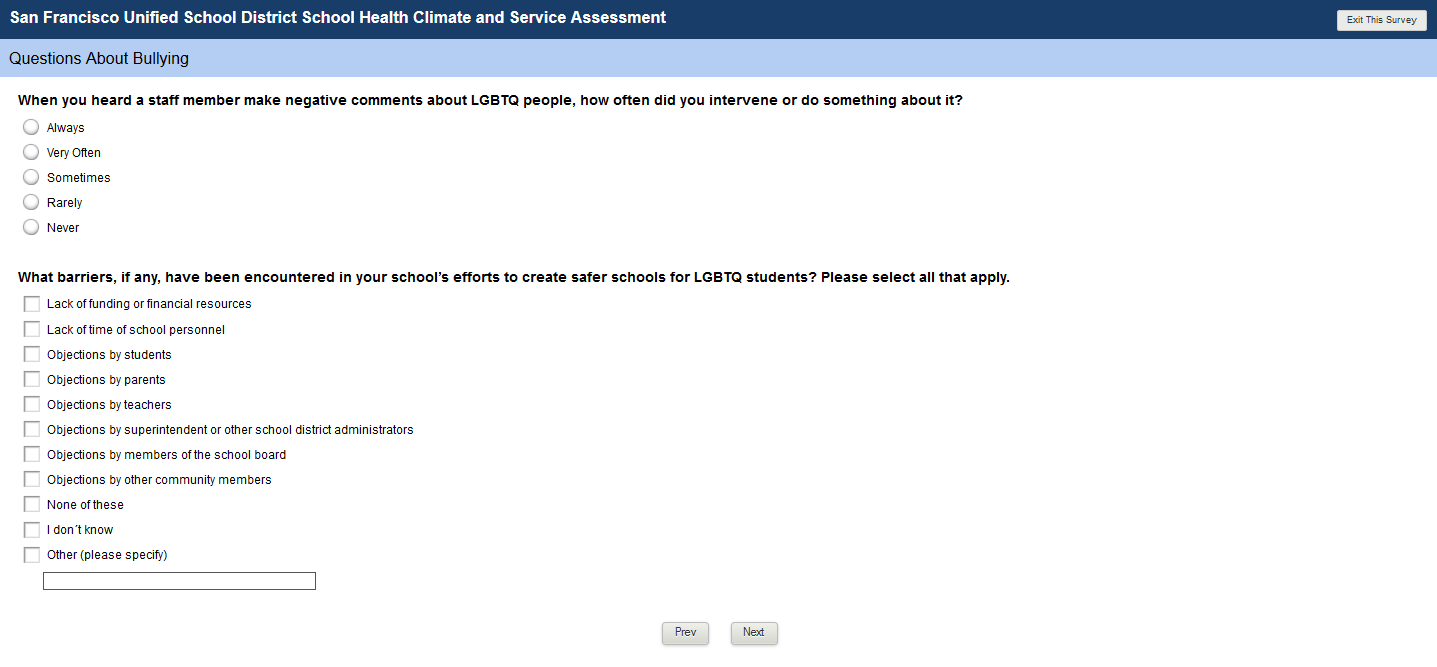 San Francisco Unified School District School Health Climate and Service Assessment
Exit This Survey
Questions About Bullying
When you heard a staff member make negative comments about LGBTQ people, how often did you intervene or do something about it?
Always
Very Often
Sometimes
Rarely
Never
What barriers, if any, have been encountered in your school’s efforts to create safer schools for LGBTQ students? Please select all that apply.
Lack of funding or financial resources
Lack of time of school personnel
Objections by students
Objections by parents
Objections by teachers
Objections by superintendent or other school district administrators
Objections by members of the school board
Objections by other community members
None of these
I don´t know
Other (please specify)
Prev
Next